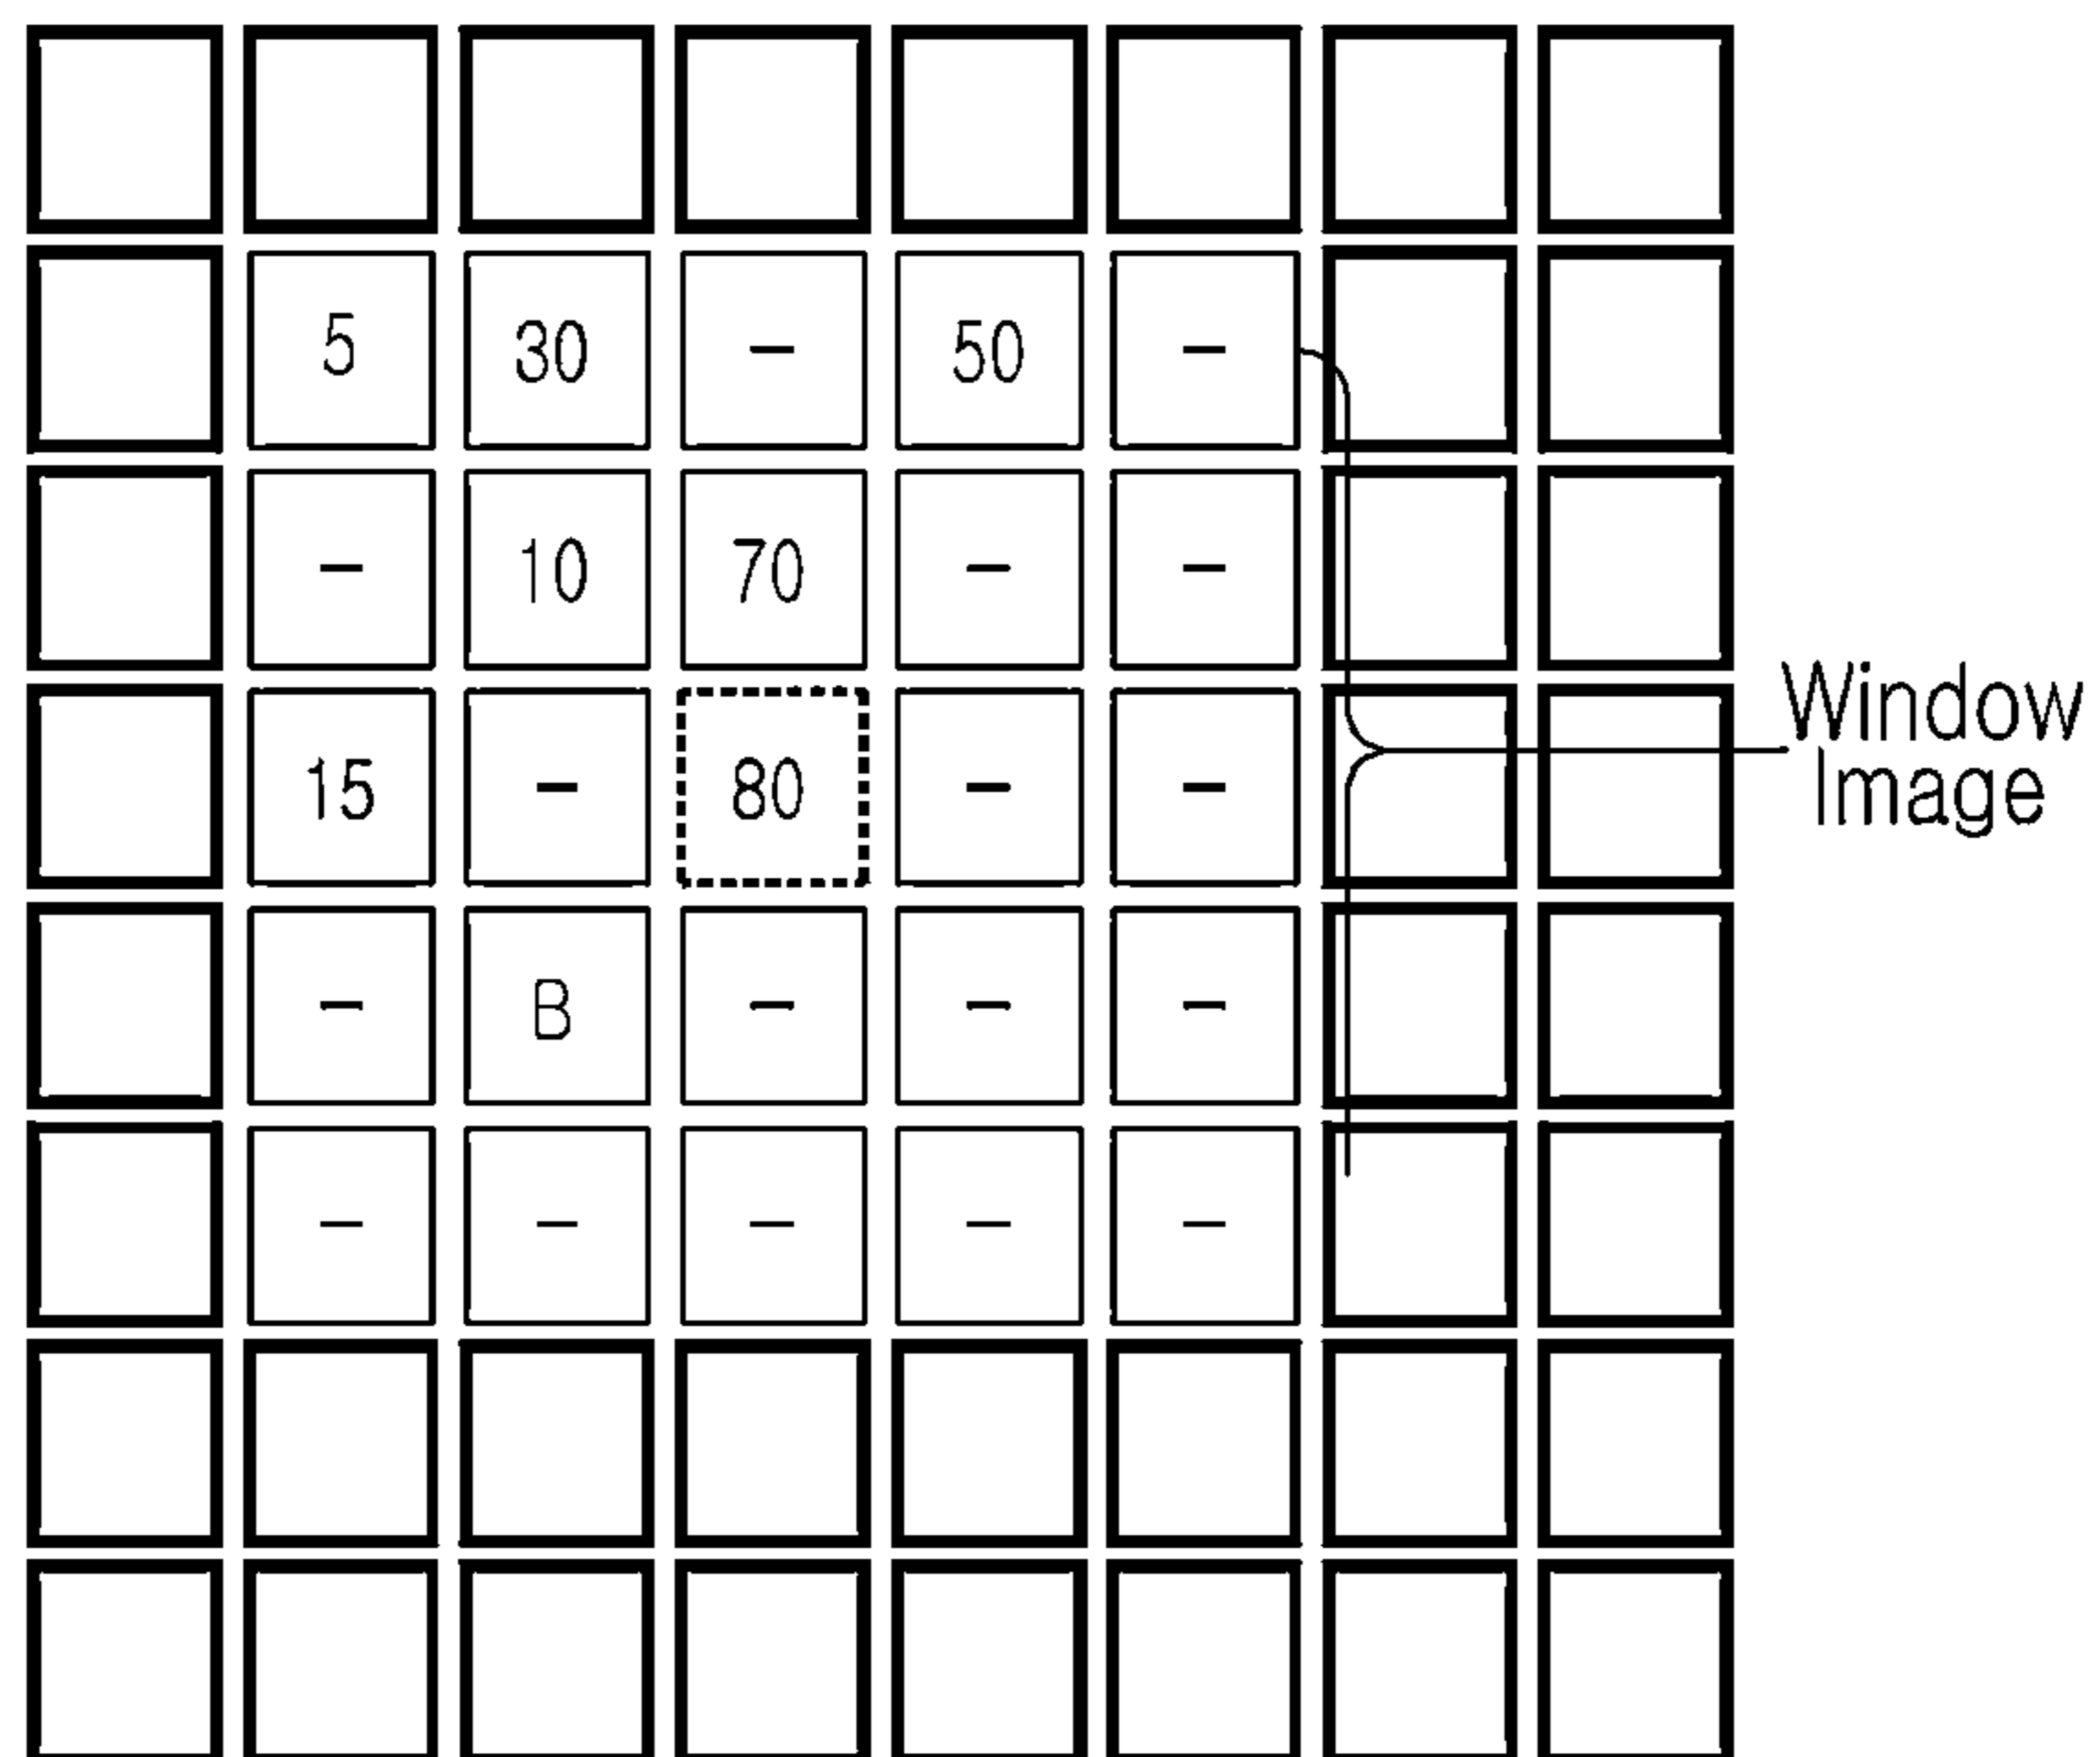 5 30 – 50 –
– 10 70 – –
15 – 80 – –
– B – – –
– – – – –
Window
Image